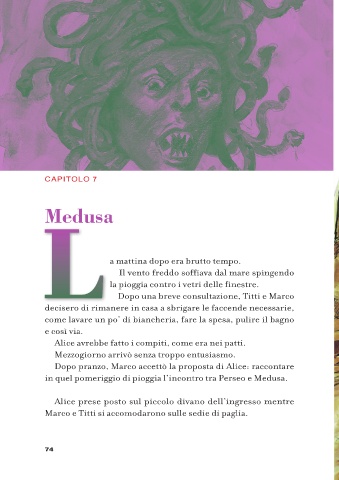 CAPITOLO 7
Medusa
La mattina dopo era brutto tempo.
Il vento freddo soffiava dal mare spingendo
la pioggia contro i vetri delle finestre.
Dopo una breve consultazione, Titti e Marco
decisero di rimanere in casa a sbrigare le faccende necessarie,
come lavare un po’ di biancheria, fare la spesa, pulire il bagno
e così via.
Alice avrebbe fatto i compiti, come era nei patti.
Mezzogiorno arrivò senza troppo entusiasmo.
Dopo pranzo, Marco accettò la proposta di Alice: raccontare
in quel pomeriggio di pioggia l’incontro tra Perseo e Medusa.
Alice prese posto sul piccolo divano dell’ingresso mentre
Marco e Titti si accomodarono sulle sedie di paglia.
74